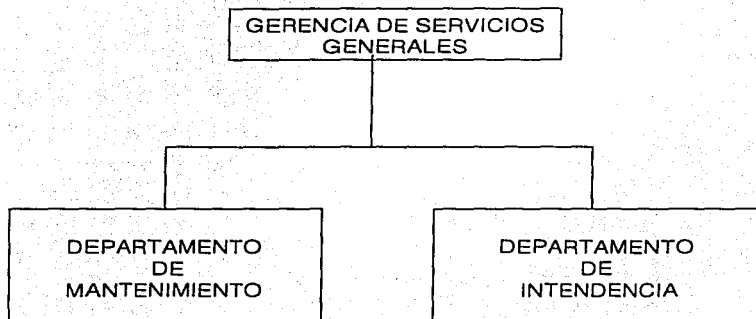 GERENCIA DE SERVICIOS
GENERALES
DEPARTAMENTO
DE
MANTENIMIENTO
DEPARTAMENTO
DE
INTENDENCIA